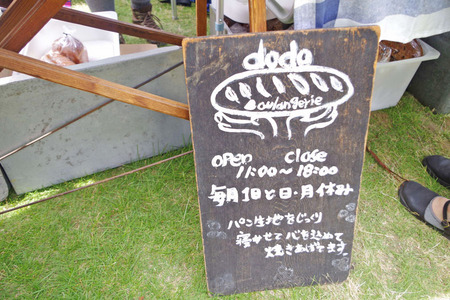 dodo
Boulangerie
open close
11:00~18:00
毎月1日と日・月休み
パン生地をじっくり
寝かせて心を込めて
焼きあげてます